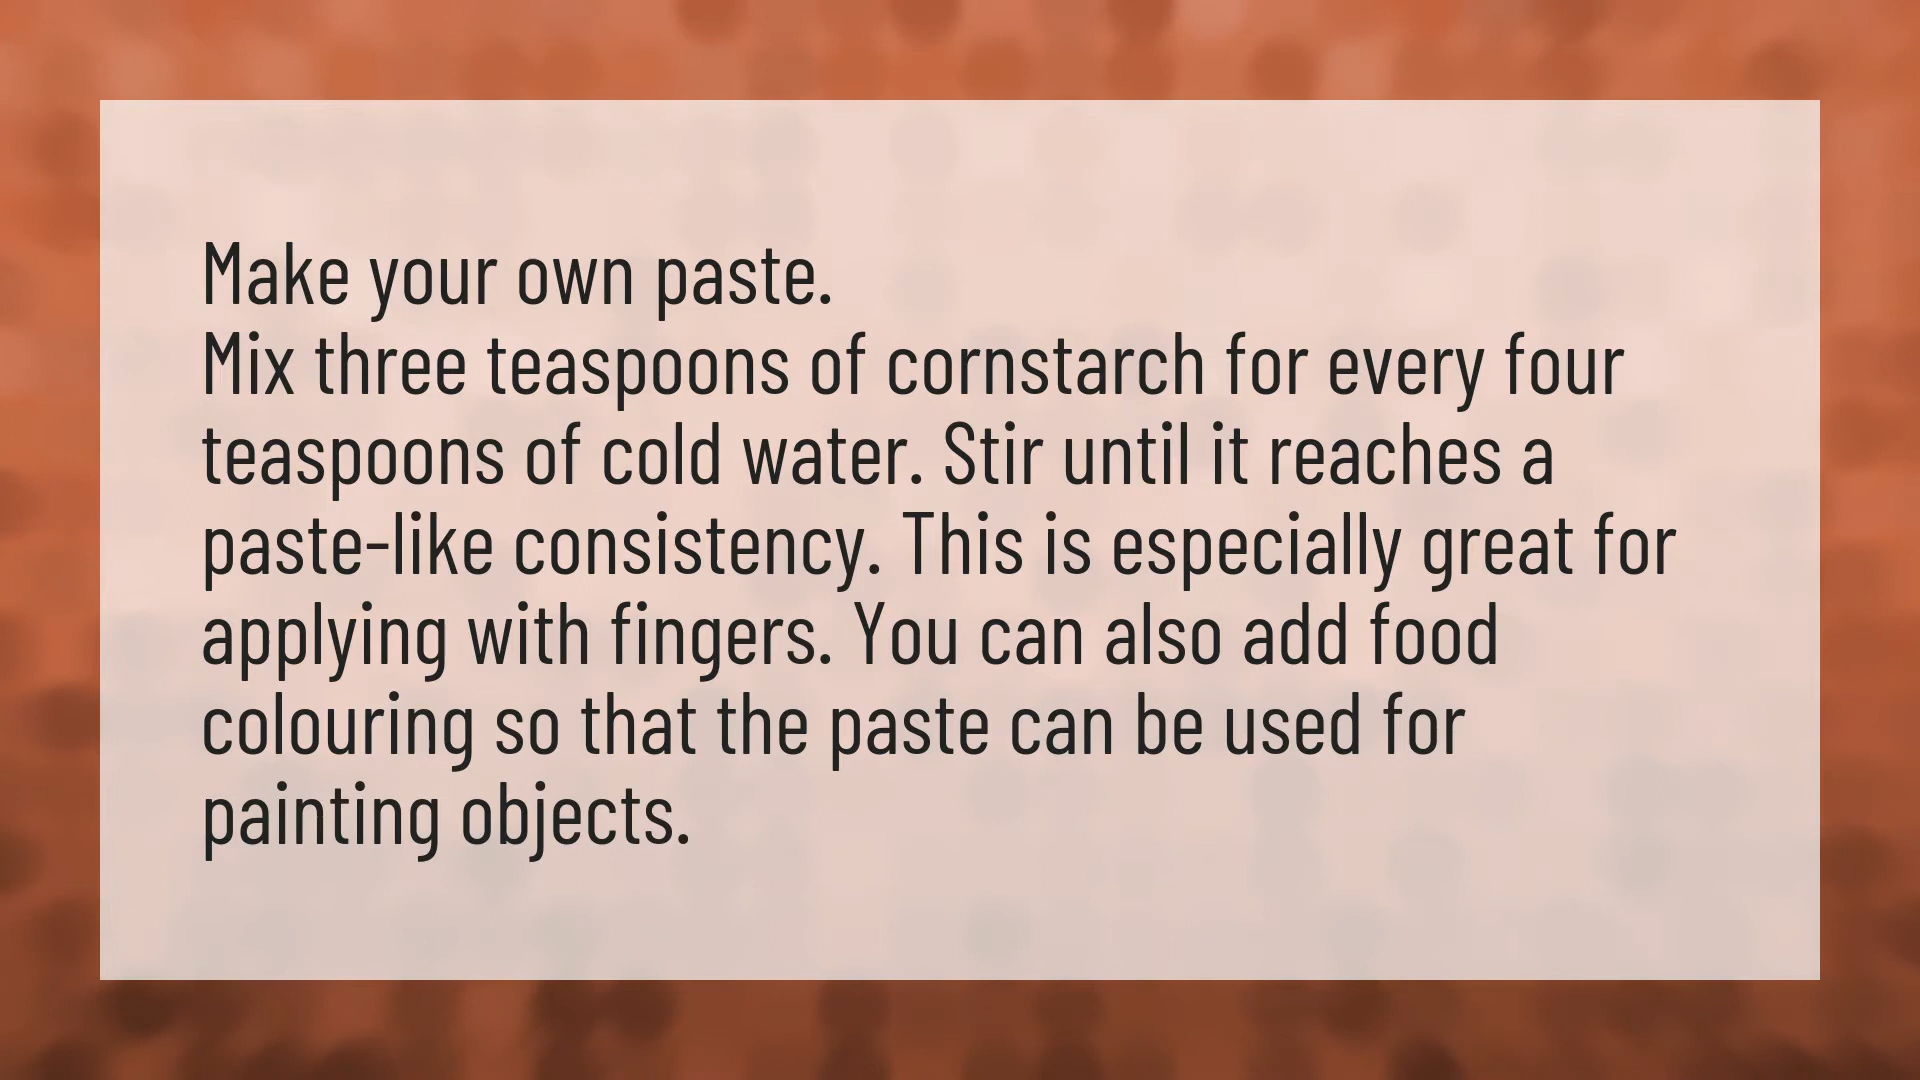 Make your own paste.
Mix three teaspoons of cornstarch for every four
teaspoons of cold water. Stir until it reaches a
paste-like consistency. This is especially great for
applying with fingers. You can also add food
colouring so that the paste can be used for
painting objects.